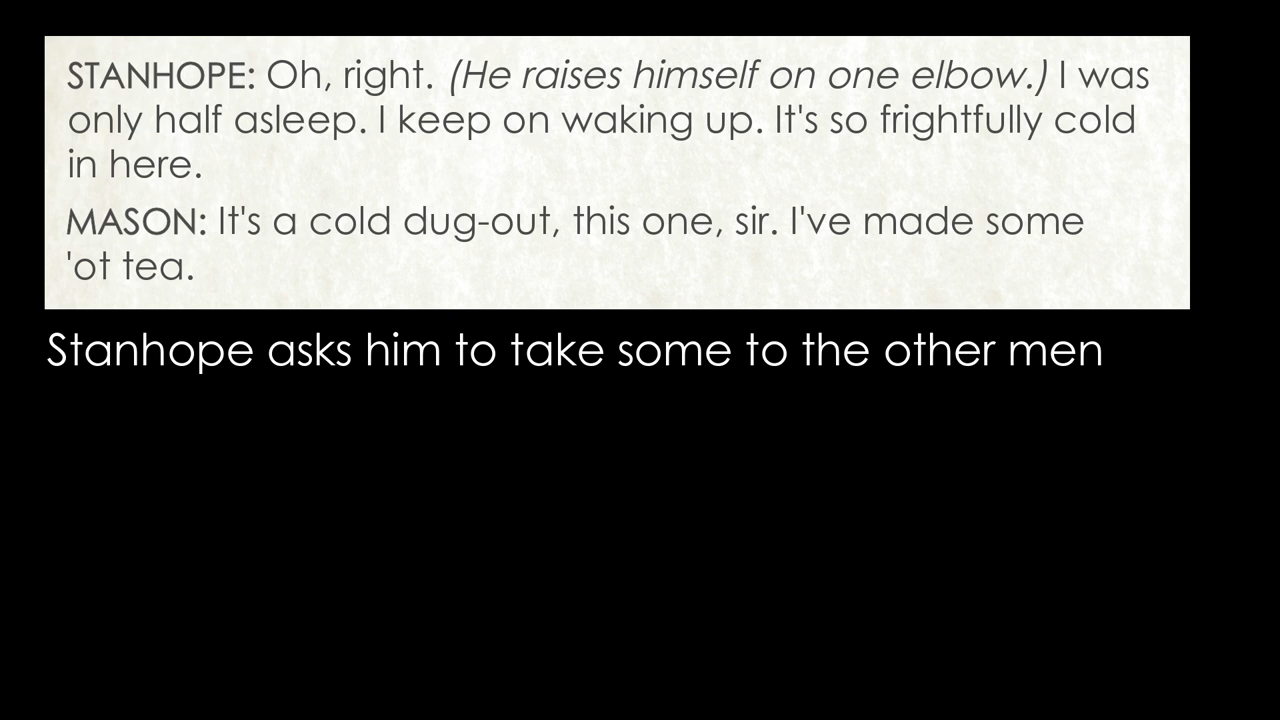 STANHOPE: Oh, right. (He raises himself on one elbow.) I was
only half asleep. I keep on waking up. It's so frightfully cold
in here.
MASON: It's a cold dug-out, this one, sir. I've made some
'ot tea.
Stanhope asks him to take some to the other men